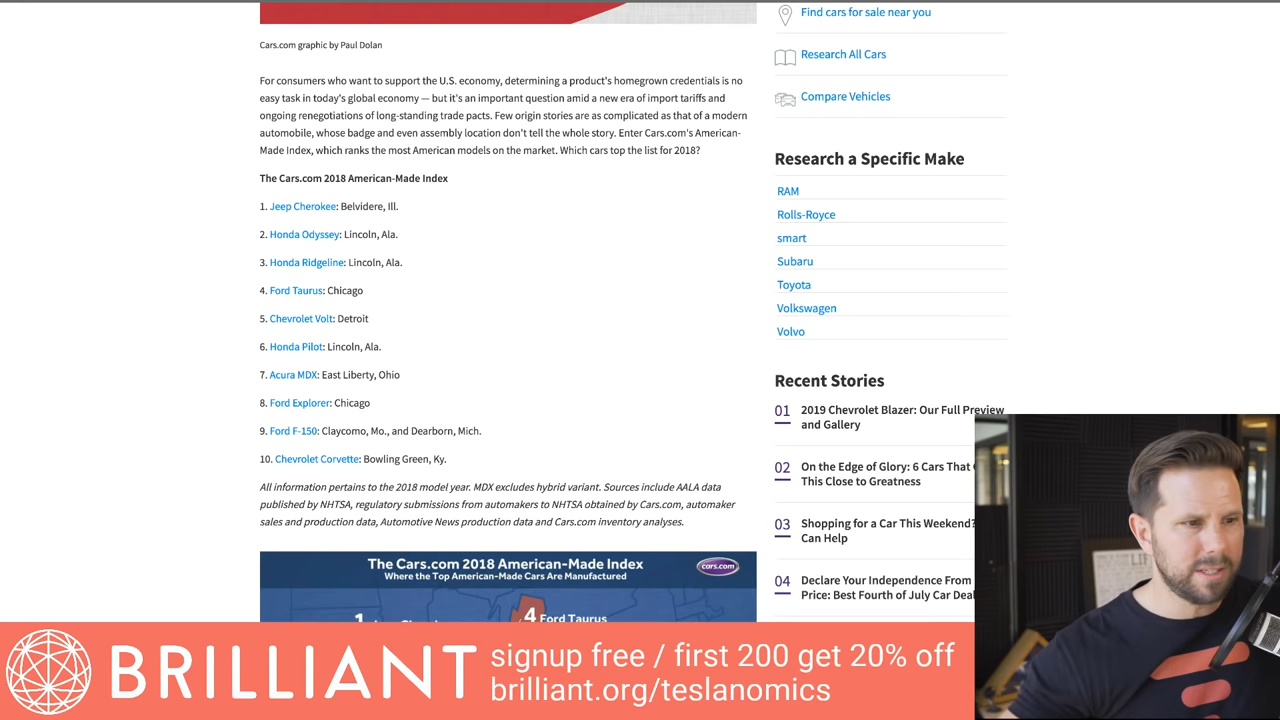 Cars.com graphic by Paul Dolan
For consumers who want to support the U.S. economy, determining a product's homegrown credentials is no
easy task in today's global economy — but it's an important question amid a new era of import tariffs and
ongoing renegotiations of long-standing trade pacts. Few origin stories are as complicated as that of a modern
automobile, whose badge and even assembly location don't tell the whole story. Enter Cars.com's American-
Made Index, which ranks the most American models on the market. Which cars top the list for 2018?
The Cars.com 2018 American-Made Index
1. Jeep Cherokee: Belvidere, Ill.
2. Honda Odyssey: Lincoln, Ala.
3. Honda Ridgeline: Lincoln, Ala.
4. Ford Taurus: Chicago
5. Chevrolet Volt: Detroit
6. Honda Pilot: Lincoln, Ala.
7. Acura MDX: East Liberty, Ohio
8. Ford Explorer: Chicago
9. Ford F-150: Claycomo, Mo., and Dearborn, Mich.
10. Chevrolet Corvette: Bowling Green, Ky.
All information pertains to the 2018 model year. MDX excludes hybrid variant. Sources include AALA data
published by NHTSA, regulatory submissions from automakers to NHTSA obtained by Cars.com, automaker
sales and production data, Automotive News production data and Cars.com inventory analyses.
The Cars.com 2018 American-Made Index
Where the Top American-Made Cars Are Manufactured
cars.com
1
4 Ford Taurus
Find cars for sale near you
Research All Cars
Compare Vehicles
Research a Specific Make
RAM
Rolls-Royce
smart
Subaru
Toyota
Volkswagen
Volvo
Recent Stories
01 2019 Chevrolet Blazer: Our Full Preview
and Gallery
02 On the Edge of Glory: 6 Cars That
This Close to Greatness
03 Shopping for a Car This Weekend?
Can Help
04 Declare Your Independence From
Price: Best Fourth of July Car
BRILLIANT
signup free / first 200 get 20% off
brilliant.org/teslanomics